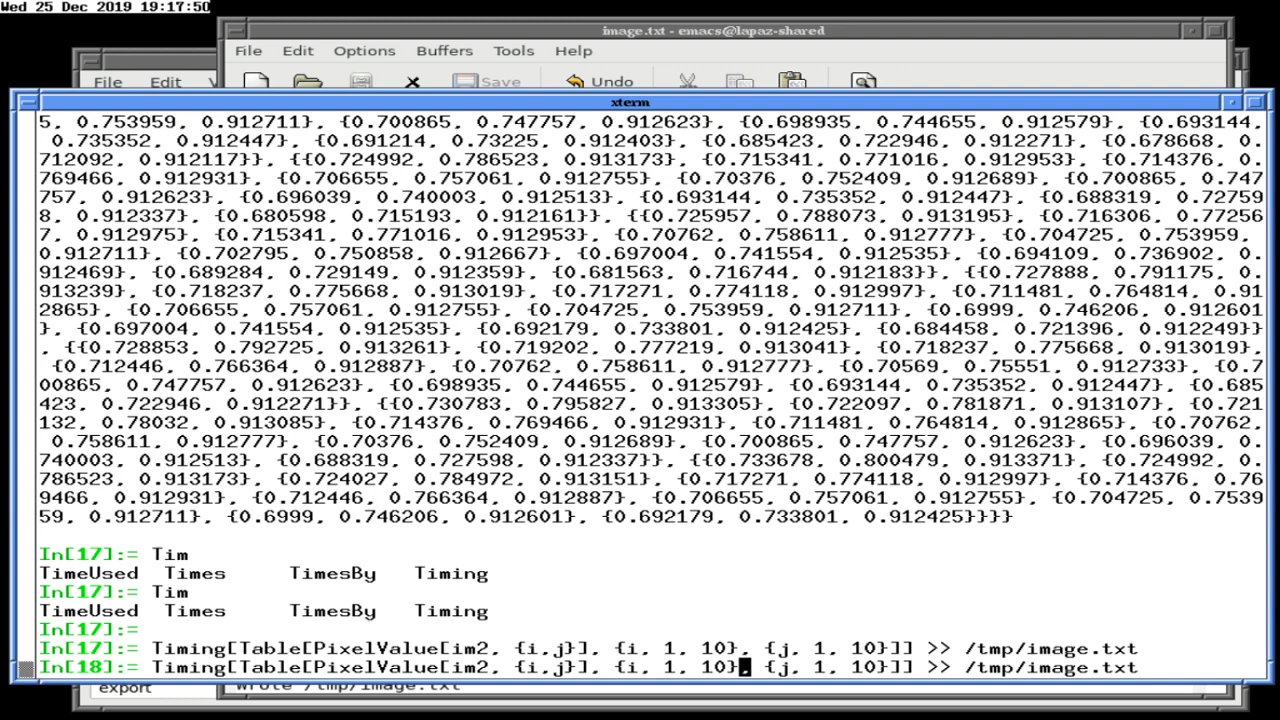 Wed 25 Dec 2019 19:17:50
image.txt - emacs@lapaz-shared
File Edit Options Buffers Tools Help
File Edit V
Save Undo
xterm
5, 0.753959, 0.912711}, {0.700865, 0.747757, 0.912623}, {0.698935, 0.744655, 0.912579}, {0.693144,
0.735352, 0.912447}, {0.691214, 0.73225, 0.912403}, {0.685423, 0.722946, 0.912271}, {0.678668, 0.
712092, 0.912117}}, {{0.724992, 0.786523, 0.913173}, {0.715341, 0.771016, 0.912953}, {0.714376, 0.
769466, 0.912931}, {0.706655, 0.757061, 0.912755}, {0.70376, 0.752409, 0.912689}, {0.700865, 0.747
757, 0.912623}, {0.696039, 0.740003, 0.912513}, {0.693144, 0.735352, 0.912447}, {0.688319, 0.72759
8, 0.912337}, {0.680598, 0.715193, 0.912161}}, {{0.725957, 0.788073, 0.913195}, {0.716306, 0.77256
7, 0.912975}, {0.715341, 0.771016, 0.912953}, {0.70762, 0.758611, 0.912777}, {0.704725, 0.753959,
0.912711}, {0.702795, 0.750858, 0.912667}, {0.697004, 0.741554, 0.912535}, {0.694109, 0.736902, 0.
912469}, {0.689284, 0.729149, 0.912359}, {0.681563, 0.716744, 0.912183}}, {{0.727888, 0.791175, 0.
913239}, {0.718237, 0.775668, 0.913019}, {0.717271, 0.774118, 0.912997}, {0.711481, 0.764814, 0.91
2865}, {0.706655, 0.757061, 0.912755}, {0.704725, 0.753959, 0.912711}, {0.6999, 0.746206, 0.912601
}, {0.697004, 0.741554, 0.912535}, {0.692179, 0.733801, 0.912425}, {0.684458, 0.721396, 0.912249}}
, {{0.728853, 0.792725, 0.913261}, {0.719202, 0.777219, 0.913041}, {0.718237, 0.775668, 0.913019},
{0.712446, 0.766364, 0.912887}, {0.70762, 0.758611, 0.912777}, {0.70569, 0.75551, 0.912733}, {0.7
00865, 0.747757, 0.912623}, {0.698935, 0.744655, 0.912579}, {0.693144, 0.735352, 0.912447}, {0.685
423, 0.722946, 0.912271}}, {{0.730783, 0.795827, 0.913305}, {0.722097, 0.781871, 0.913107}, {0.721
132, 0.78032, 0.913085}, {0.714376, 0.769466, 0.912931}, {0.711481, 0.764814, 0.912865}, {0.70762,
0.758611, 0.912777}, {0.70376, 0.752409, 0.912689}, {0.700865, 0.747757, 0.912623}, {0.696039, 0.
740003, 0.912513}, {0.688319, 0.727598, 0.912337}}, {{0.733678, 0.800479, 0.913371}, {0.724992, 0.
786523, 0.913173}, {0.724027, 0.784972, 0.913151}, {0.717271, 0.774118, 0.912997}, {0.714376, 0.76
9466, 0.912931}, {0.712446, 0.766364, 0.912887}, {0.706655, 0.757061, 0.912755}, {0.704725, 0.7539
59, 0.912711}, {0.6999, 0.746206, 0.912601}, {0.692179, 0.733801, 0.912425}}}}
In[17]:= Tim
TimeUsed Times TimesBy Timing
In[17]:= Tim
TimeUsed Times TimesBy Timing
In[17]:=
In[17]:= Timing[Table[PixelValue[im2, {i,j}], {i, 1, 10}, {j, 1, 10}]] >> /tmp/image.txt
In[18]:= Timing[Table[PixelValue[im2, {i,j}], {i, 1, 10}, {j, 1, 10}]] >> /tmp/image.txt
export Wrote /tmp/image.txt